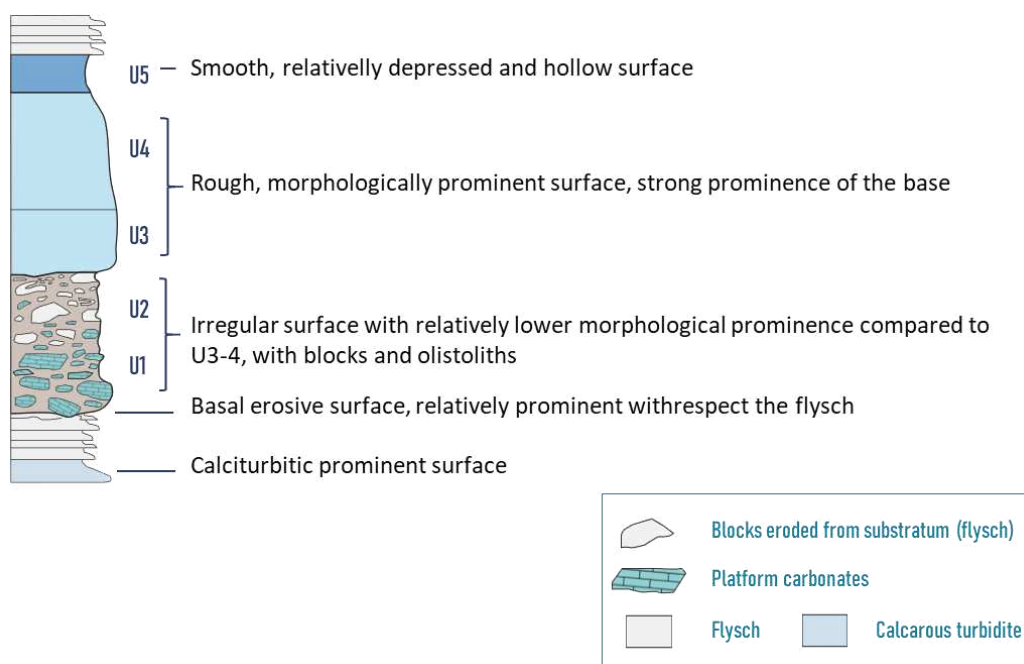 U5
Smooth, relativelly depressed and hollow surface
U4
Rough, morphologically prominent surface, strong prominence of the base
U3
U2
Irregular surface with relatively lower morphological prominence compared to
U3-4, with blocks and olistoliths
U1
Basal erosive surface, relatively prominent withrespect the flysch
Calciturbitic prominent surface
Blocks eroded from substratum (flysch)
Platform carbonates
Flysch
Calcarous turbidite